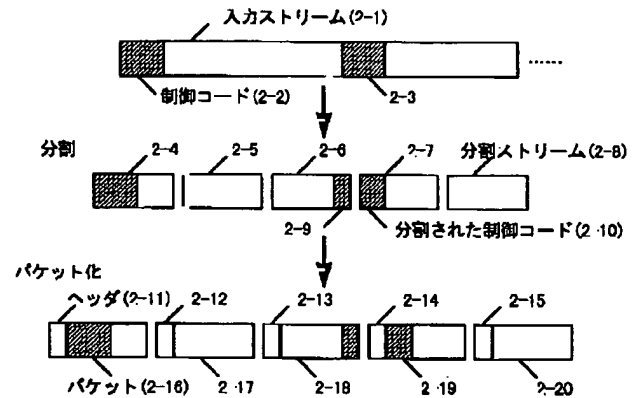 入力ストリーム(2-1)
......
制御コード(2-2)
2-3
分割
2-4
2-5
2-6
2-7
分割ストリーム(2-8)
2-9
分割された制御コード(2-10)
パケット化
ヘッダ(2-11)
2-12
2-13
2-14
2-15
パケット(2-16)
2-17
2-18
2-19
2-20